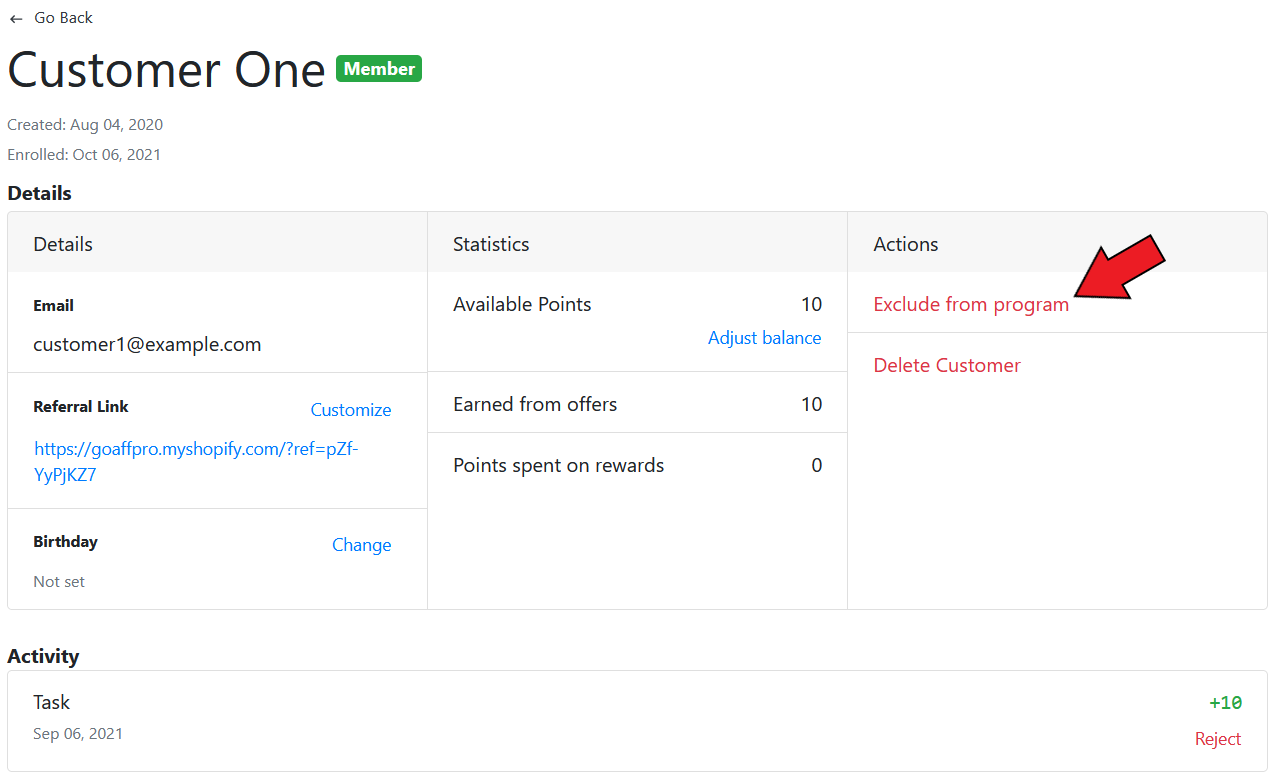 ← Go Back
Customer One Member
Created: Aug 04, 2020
Enrolled: Oct 06, 2021
Details
Details
Email
customer1@example.com
Referral Link Customize
https://goaffpro.myshopify.com/?ref=pZf-
YyPjKZ7
Birthday Change
Not set
Statistics
Available Points 10
Adjust balance
Earned from offers 10
Points spent on rewards 0
Actions
Exclude from program
Delete Customer
Activity
Task +10
Sep 06, 2021 Reject